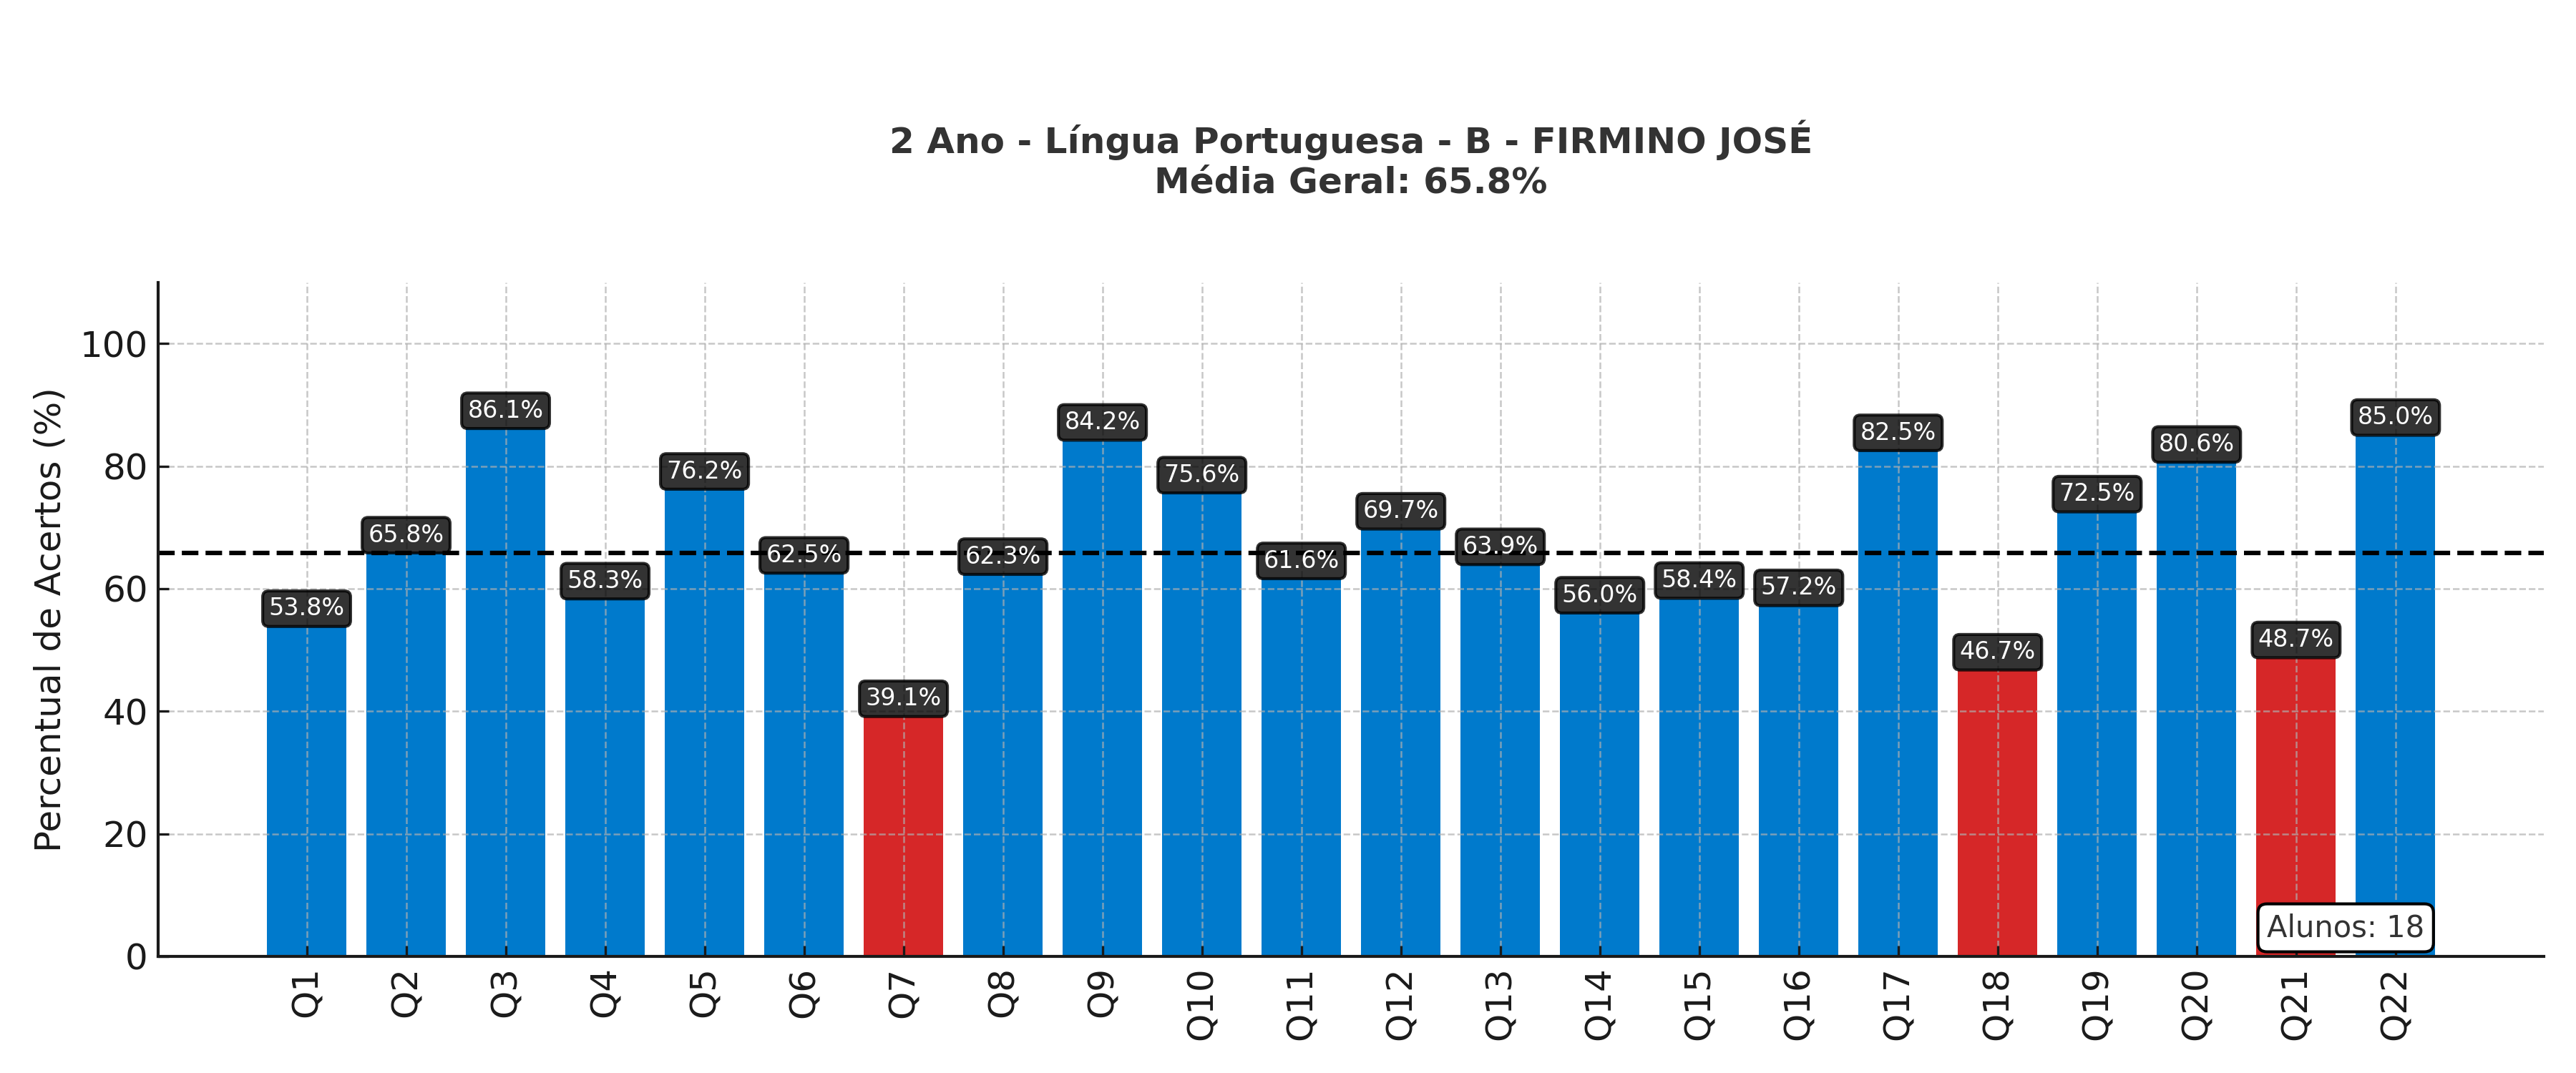 2 Ano - Língua Portuguesa - B - FIRMINO JOSÉ
Média Geral: 65.8%
Percentual de Acertos (%)
100
80
60
40
20
0
53.8%
65.8%
86.1%
58.3%
76.2%
62.5%
39.1%
62.3%
84.2%
75.6%
61.6%
69.7%
63.9%
56.0%
58.4%
57.2%
82.5%
46.7%
72.5%
80.6%
48.7%
85.0%
Alunos: 18
Q1
Q2
Q3
Q4
Q5
Q6
Q7
Q8
Q9
Q10
Q11
Q12
Q13
Q14
Q15
Q16
Q17
Q18
Q19
Q20
Q21
Q22